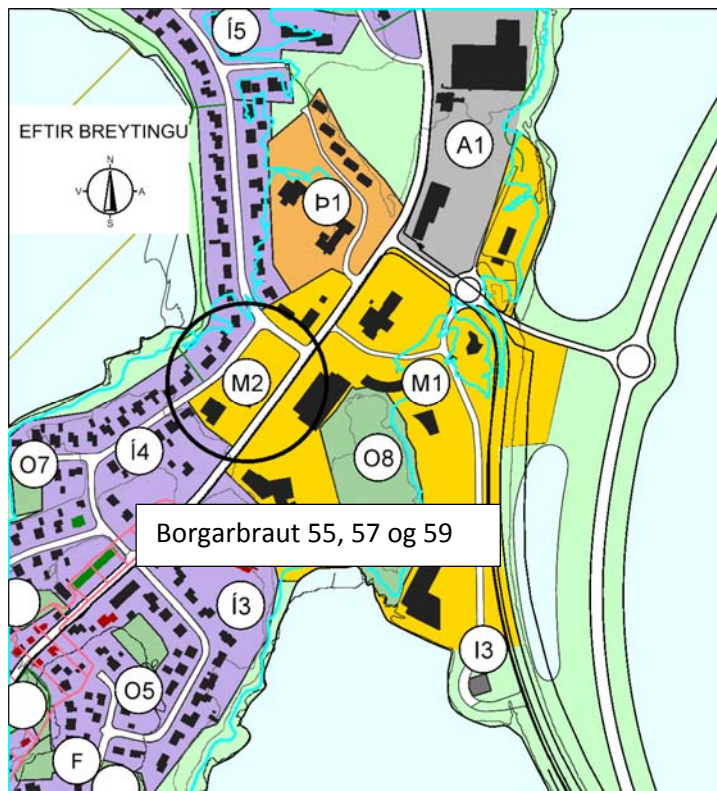 Í5
EFTIR BREYTINGU
N
V A
S
A1
Þ1
M2
M1
O7
Í4
O8
Borgarbraut 55, 57 og 59
Í3
I3
O5
F